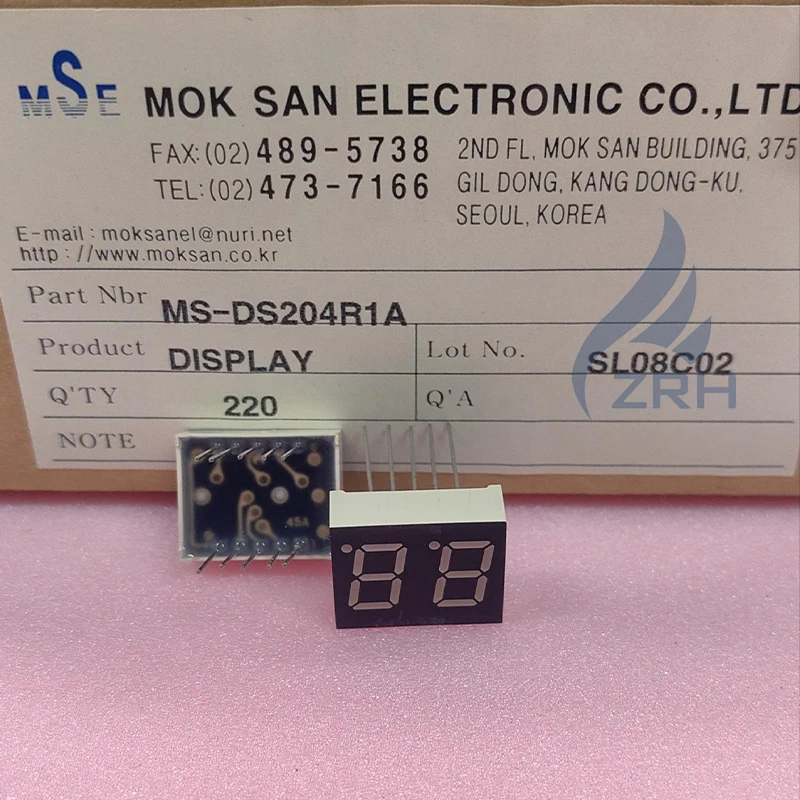 MSE MOK SAN ELECTRONIC CO.,LTD
FAX:(02)489-5738
TEL:(02)473-7166
2ND FL, MOK SAN BUILDING, 375
GIL DONG, KANG DONG-KU,
SEOUL, KOREA
E-mail : moksanel@nuri.net
http : //www.moksan.co.kr
Part Nbr MS-DS204R1A
Product DISPLAY Lot No. SL08C02
Q'TY 220 Q'A
NOTE
ZRH
45A
88